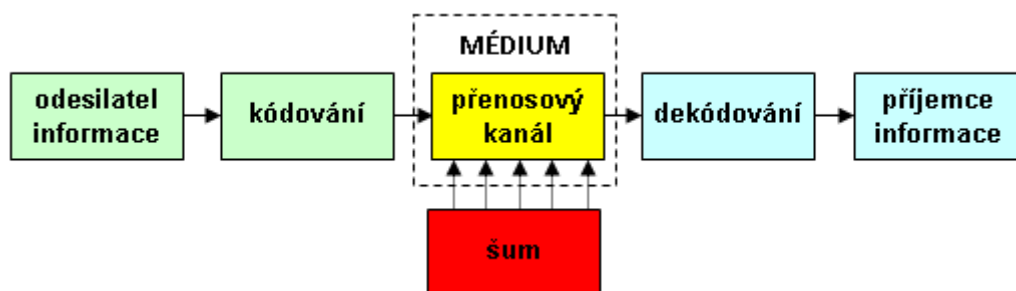 MÉDIUM
odesilatel
informace
kódování
přenosový
kanál
dekódování
příjemce
informace
šum